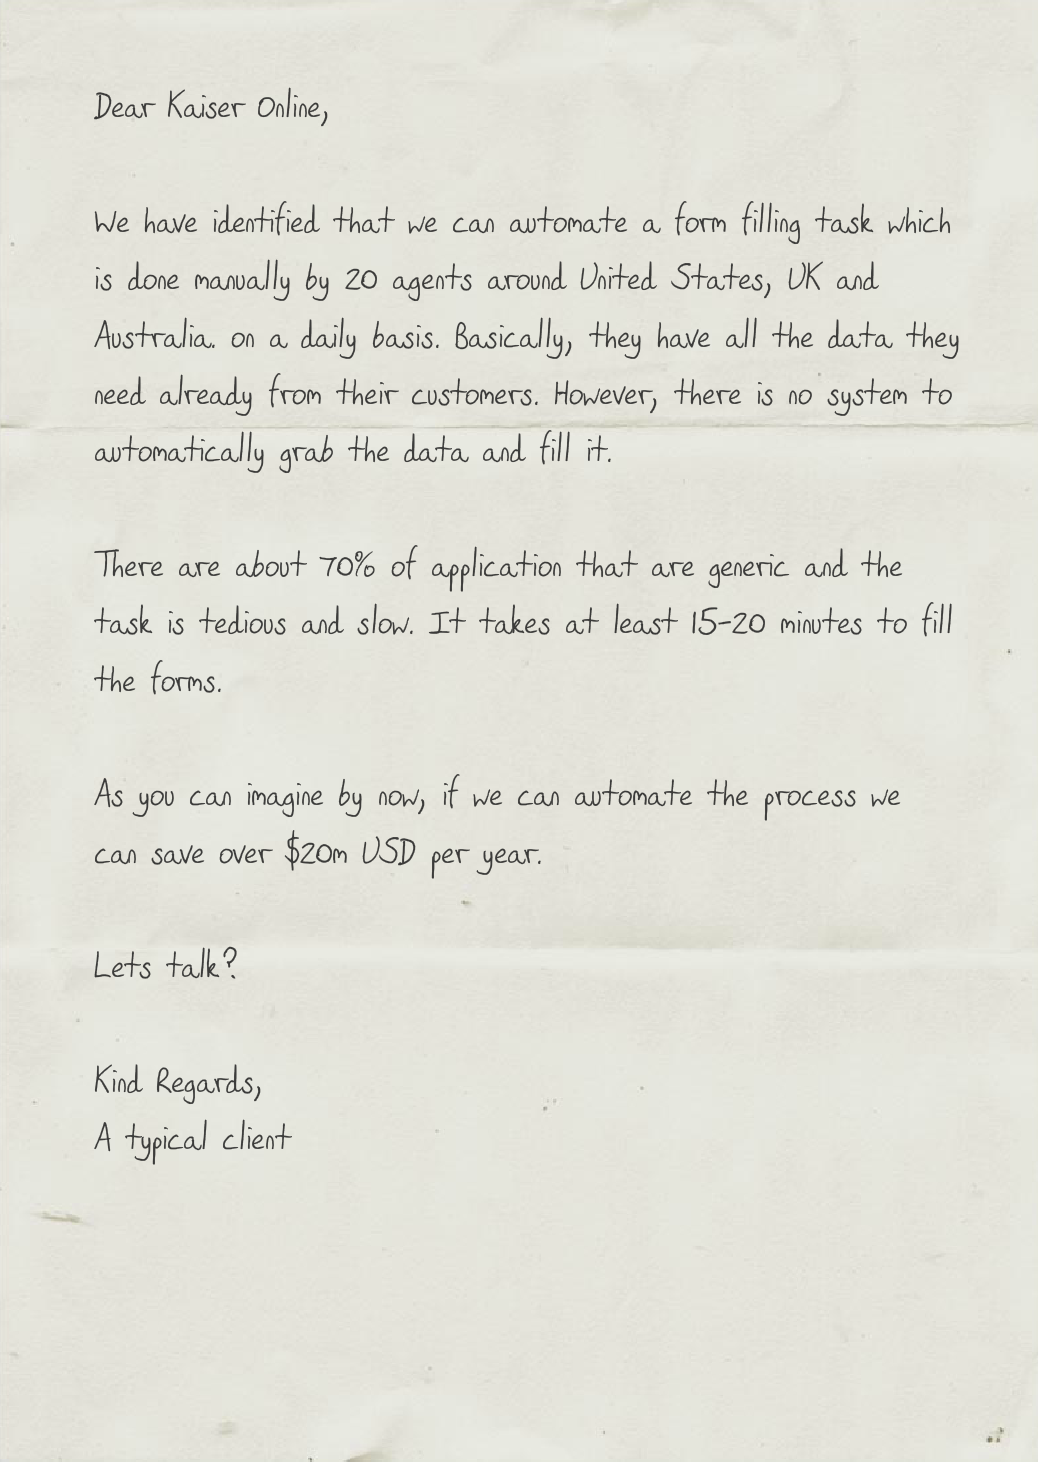 Dear Kaiser Online,
We have identified that we can automate a form filling task which
is done manually by 20 agents around United States, UK and
Australia. on a daily basis. Basically, they have all the data they
need already from their customers. However, there is no system to
automatically grab the data and fill it.
There are about 70% of application that are generic and the
task is tedious and slow. It takes at least 15-20 minutes to fill
the forms.
As you can imagine by now, if we can automate the process we
can save over $20m USD per year.
Lets talk?
Kind Regards,
A typical client